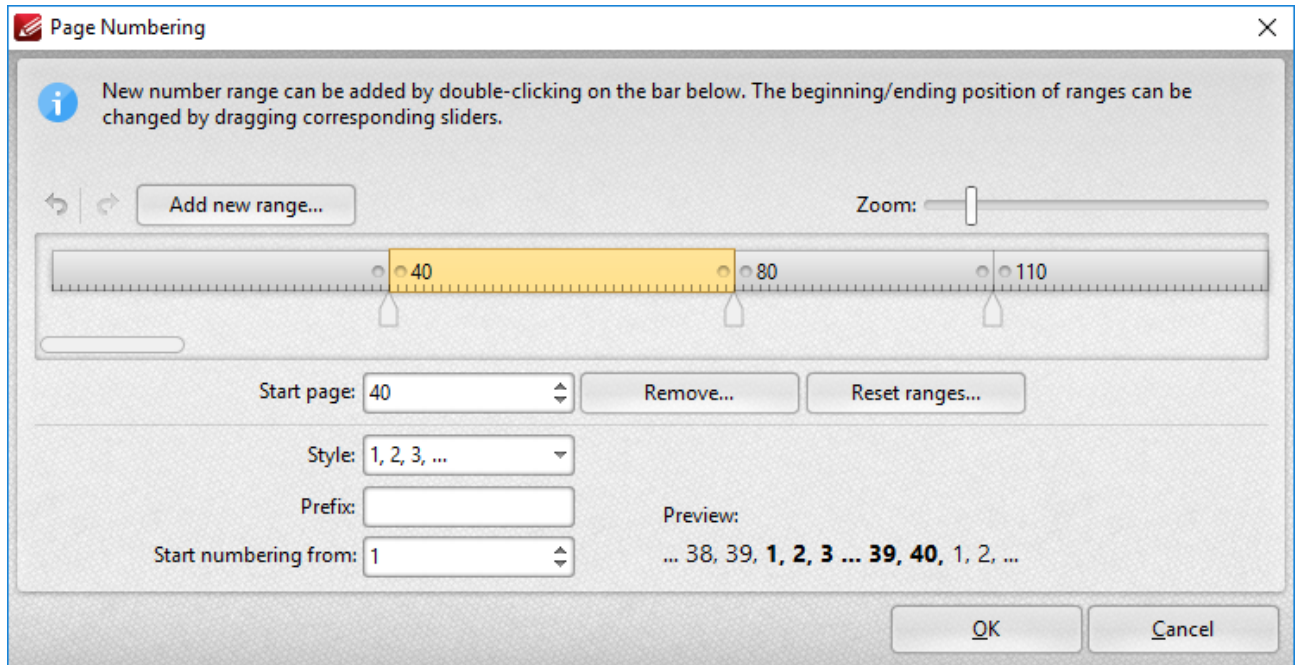 Page Numbering
New number range can be added by double-clicking on the bar below. The beginning/ending position of ranges can be
changed by dragging corresponding sliders.
Add new range...
Zoom:
40
80
110
Start page: 40
Remove...
Reset ranges...
Style: 1, 2, 3, ...
Prefix:
Preview:
Start numbering from: 1
... 38, 39, 1, 2, 3 ... 39, 40, 1, 2, ...
OK
Cancel